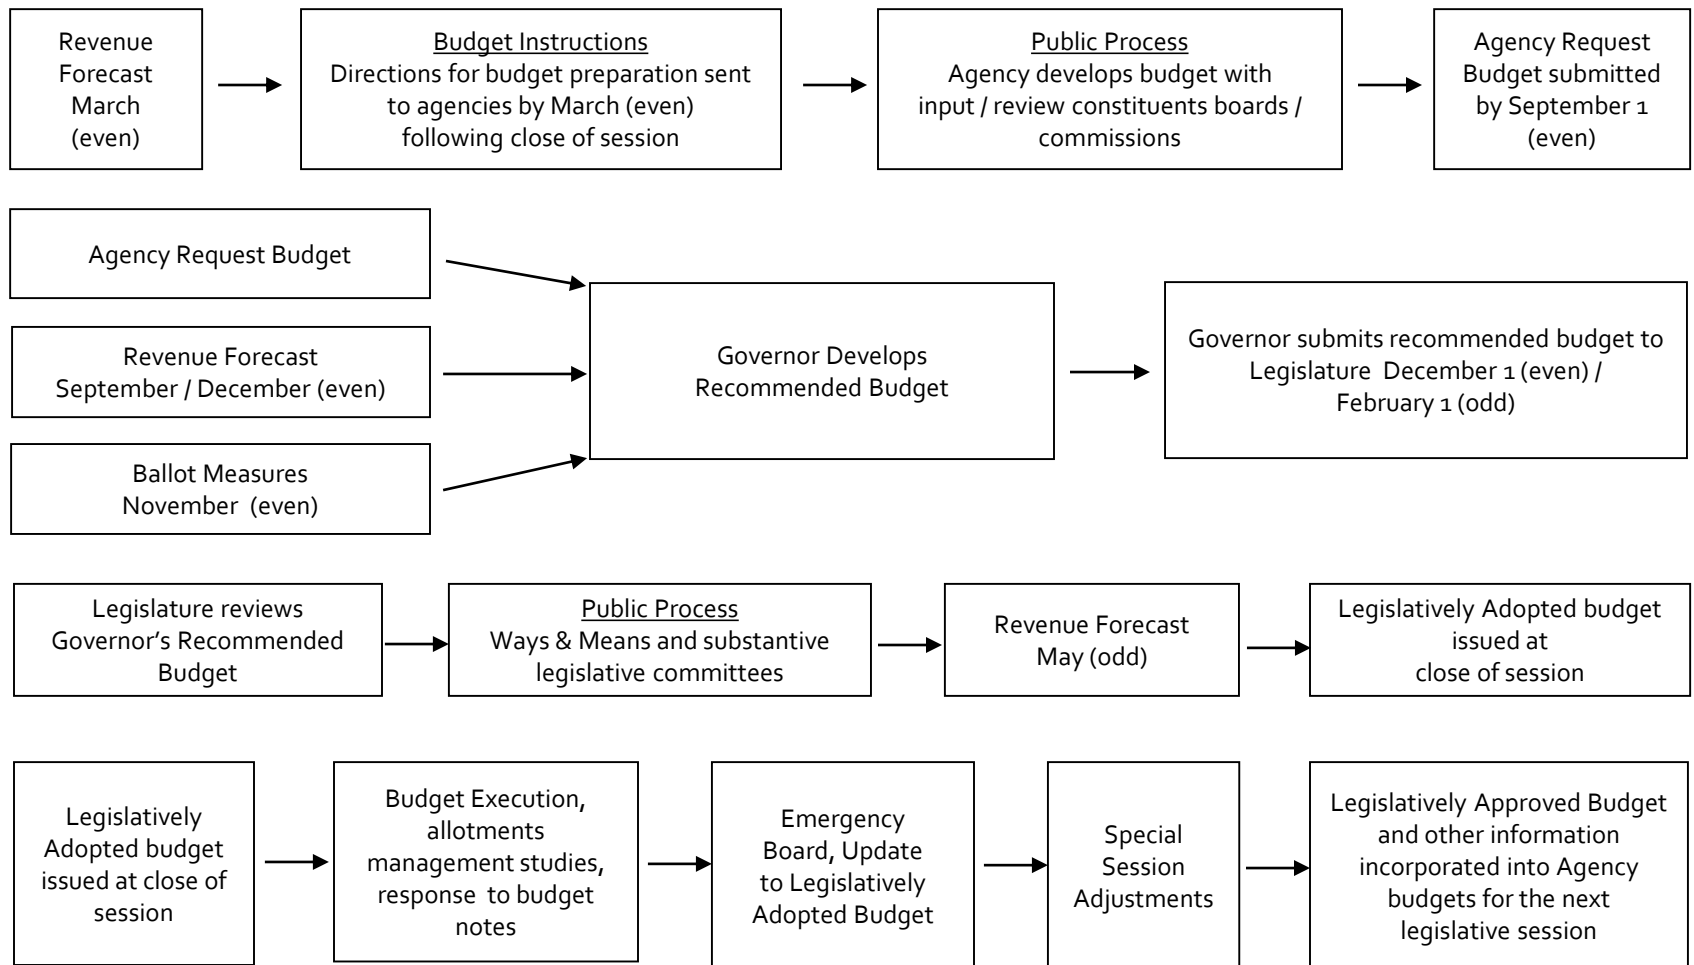 Revenue
Forecast
March
(even)
Budget Instructions
Directions for budget preparation sent
to agencies by March (even)
following close of session
Public Process
Agency develops budget with
input / review constituents boards /
commissions
Agency Request
Budget submitted
by September 1
(even)
Agency Request Budget
Revenue Forecast
September / December (even)
Ballot Measures
November (even)
Governor Develops
Recommended Budget
Governor submits recommended budget to
Legislature December 1 (even) /
February 1 (odd)
Legislature reviews
Governor's Recommended
Budget
Public Process
Ways & Means and substantive
legislative committees
Revenue Forecast
May (odd)
Legislatively Adopted budget
issued at
close of session
Legislatively
Adopted budget
issued at close of
session
Budget Execution,
allotments
management studies,
response to budget
notes
Emergency
Board, Update
to Legislatively
Adopted Budget
Special
Session
Adjustments
Legislatively Approved Budget
and other information
incorporated into Agency
budgets for the next
legislative session